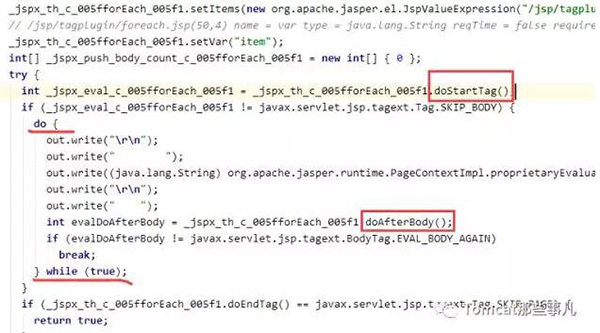 _jspx_th_c_005fforEach_005f1.setItems(new org.apache.jasper.el.JspValueExpression("/jsp/tagplu
// /jsp/tagplugin/foreach.jsp(50,4) name = var type = java.lang.String reqTime = false require
_jspx_th_c_005fforEach_005f1.setVar("item");
int[] _jspx_push_body_count_c_005fforEach_005f1 = new int[] { 0 };
try {
int _jspx_eval_c_005fforEach_005f1 = _jspx_th_c_005fforEach_005f1.doStartTag();
if (_jspx_eval_c_005fforEach_005f1 != javax.servlet.jsp.tagext.Tag.SKIP_BODY) {
do {
out.write("\r\n");
out.write("        ");
out.write((java.lang.String) org.apache.jasper.runtime.PageContextImpl.proprietaryEvalua
out.write("\r\n");
out.write("    ");
int evalDoAfterBody = _jspx_th_c_005fforEach_005f1.doAfterBody();
if (evalDoAfterBody != javax.servlet.jsp.tagext.BodyTag.EVAL_BODY_AGAIN)
break;
} while (true);
}
if (_jspx_th_c_005fforEach_005f1.doEndTag() == javax.servlet.jsp.tagext.Tag.SKIP_PAGE) {
return true;
Tomcat那些事儿